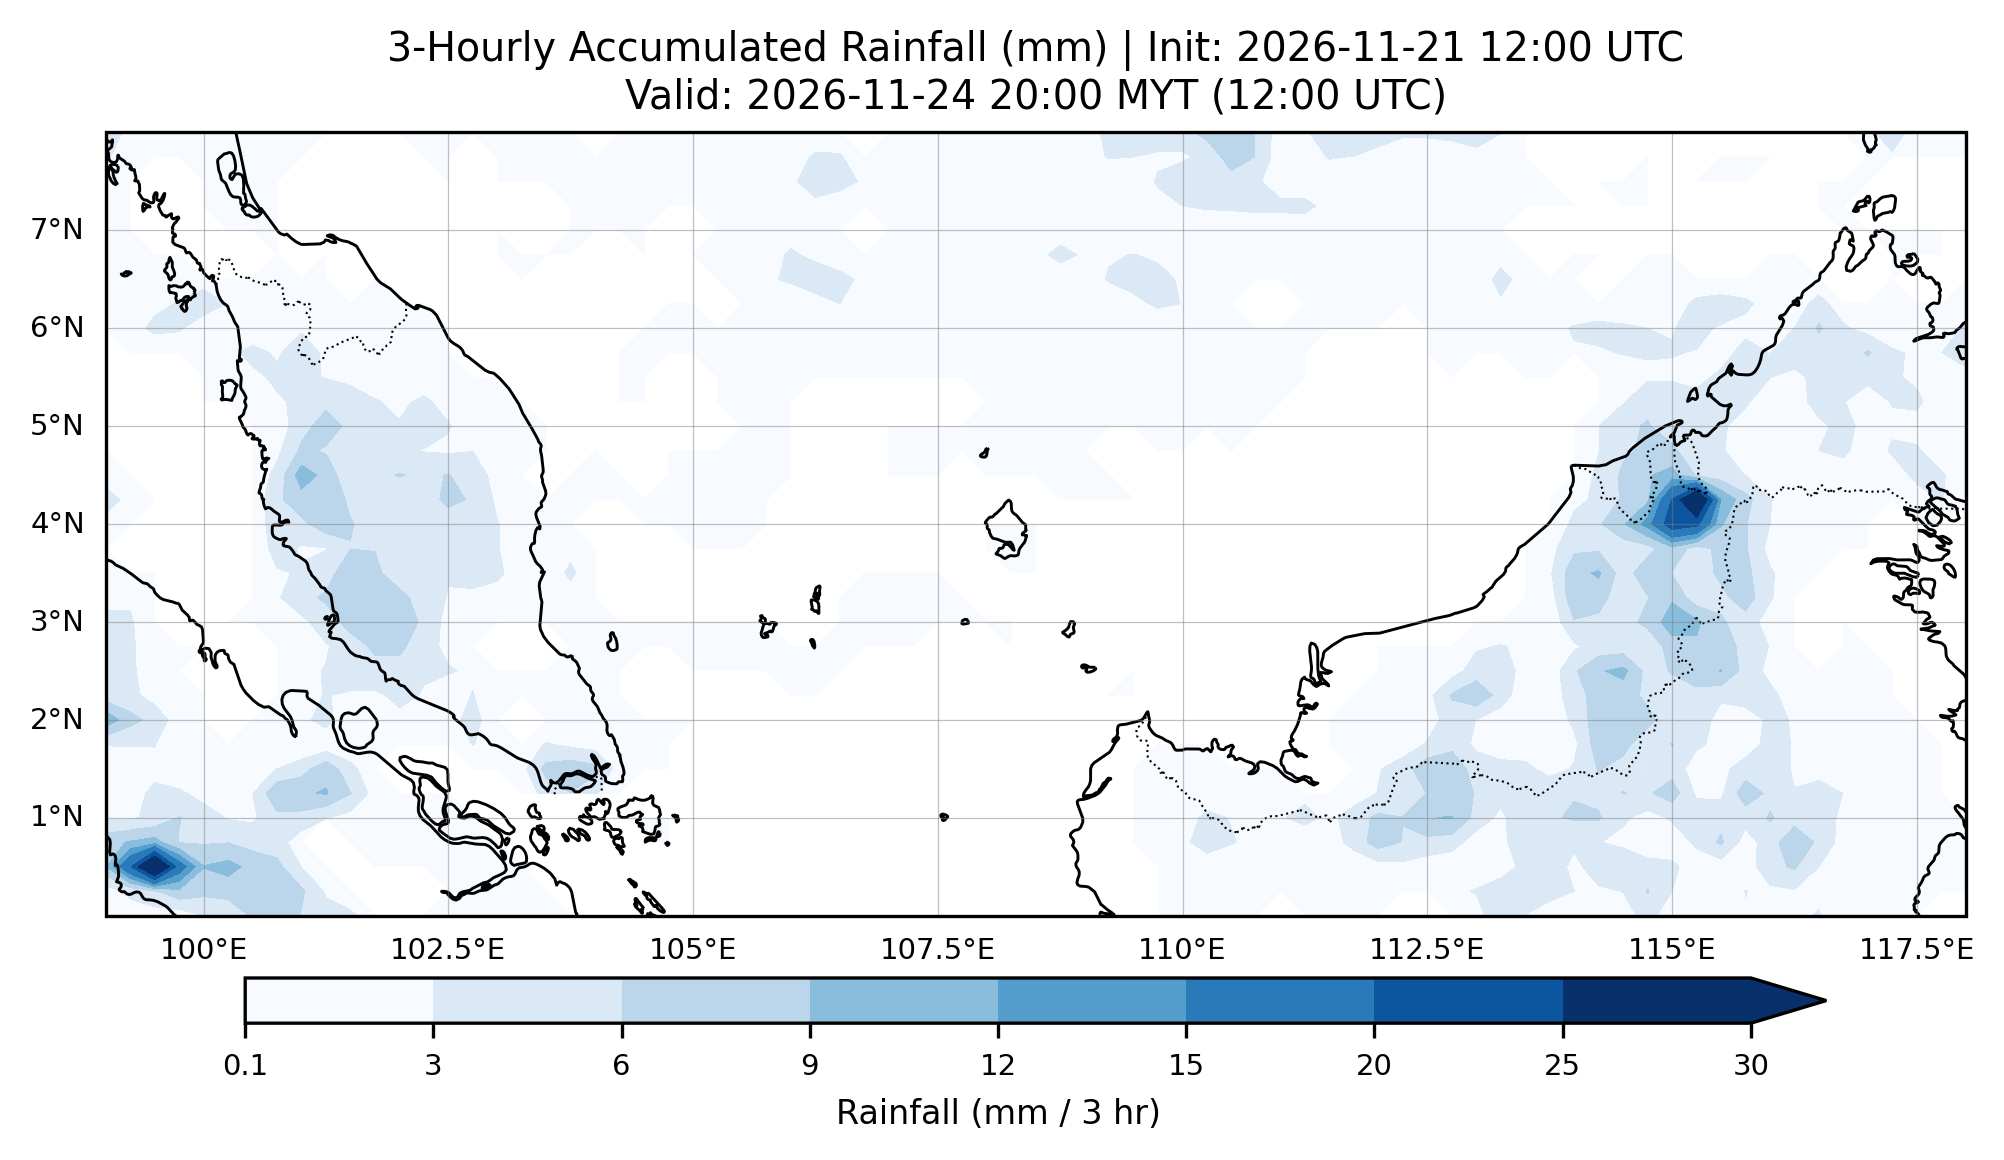 3-Hourly Accumulated Rainfall (mm) | Init: 2026-11-21 12:00 UTC
Valid: 2026-11-24 20:00 MYT (12:00 UTC)
7°N
6°N
5°N
4°N
3°N
2°N
1°N
100°E 102.5°E 105°E 107.5°E 110°E 112.5°E 115°E 117.5°E
0.1 3 6 9 12 15 20 25 30
Rainfall (mm / 3 hr)